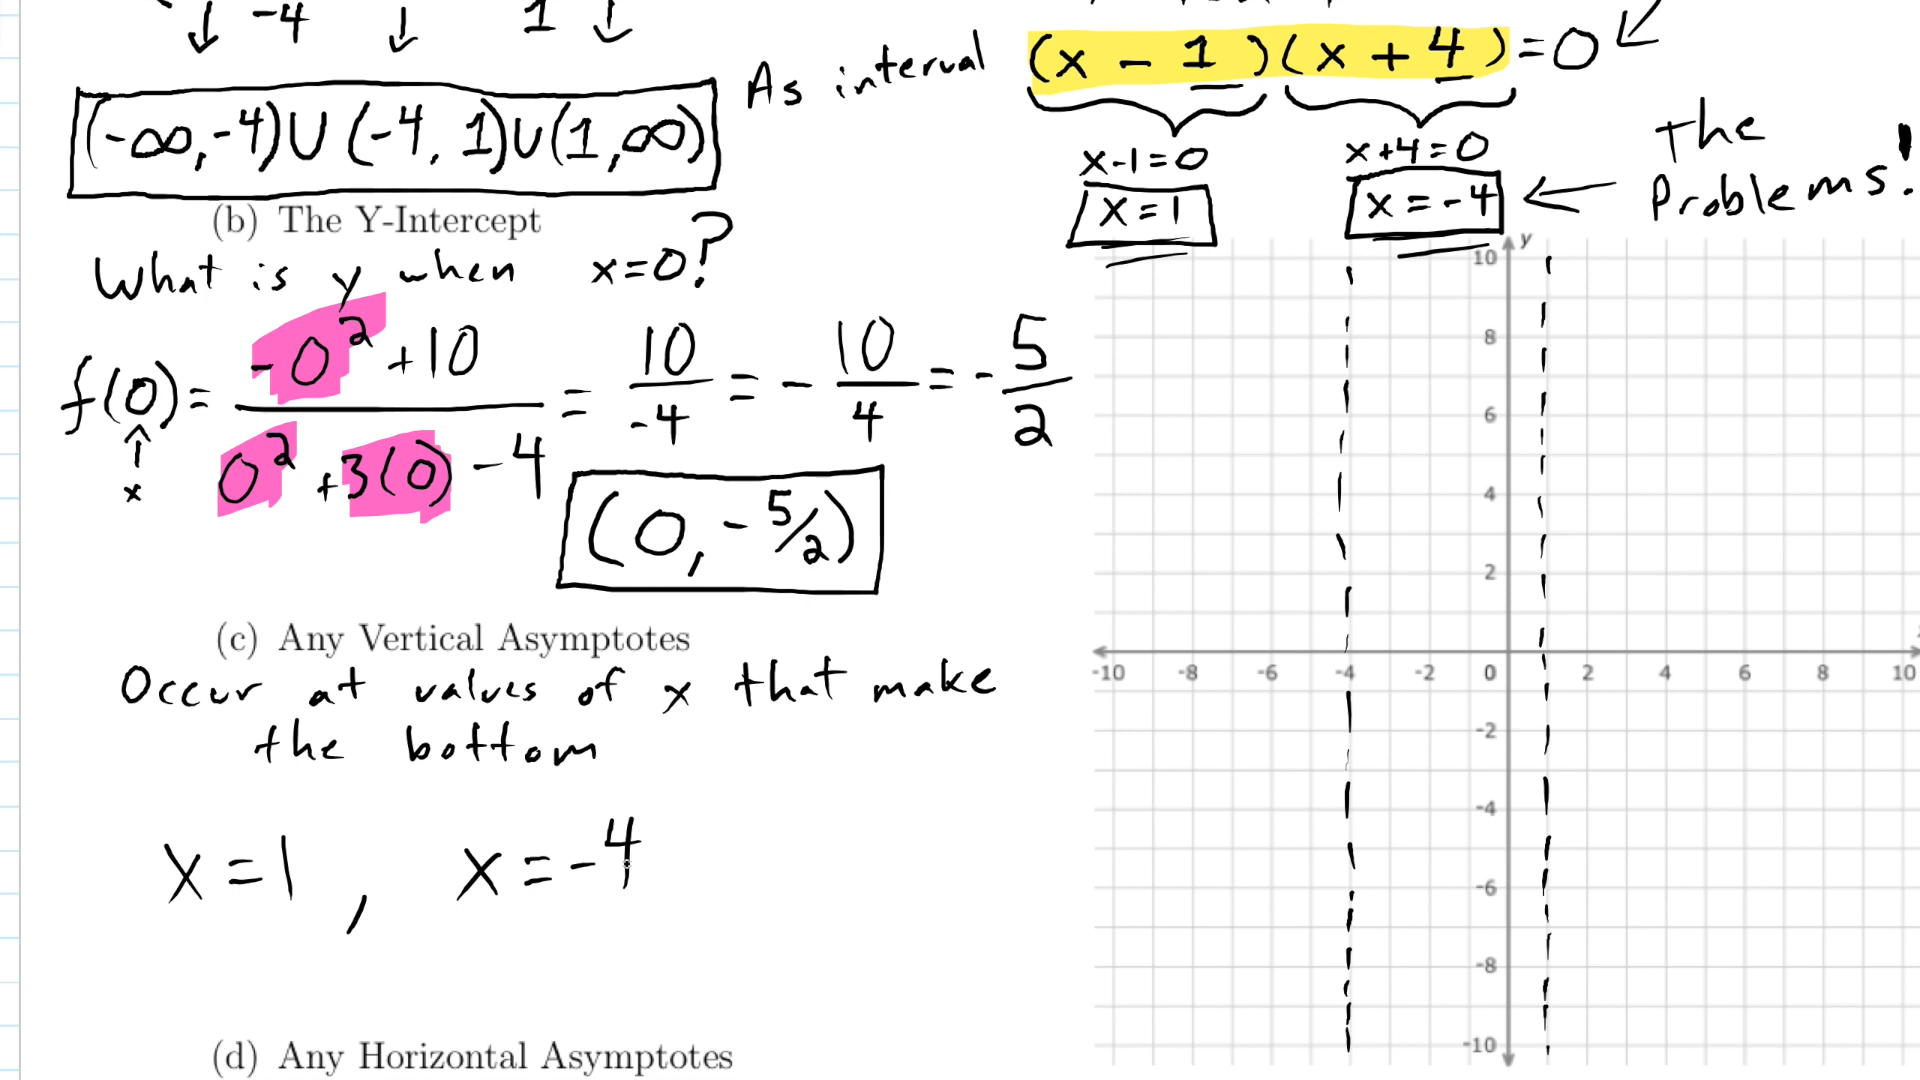 -4 1
(-∞,-4)∪(-4, 1)∪(1,∞) As interval
(x - 1)(x + 4)=0
x-1=0 x+4=0
x=1 x=-4 ← The Problems!
(b) The Y-Intercept
What is y when x=0?
f(0)= (-0² +10)/(0² +3(0) -4) = 10/-4 = - 10/4 = - 5/2
↑
x
(0, - 5/2)
(c) Any Vertical Asymptotes
Occur at values of x that make
the bottom
x=1 , x=-4
(d) Any Horizontal Asymptotes
y
10
8
6
4
2
-10 -8 -6 -4 -2 0 2 4 6 8 10
-2
-4
-6
-8
-10